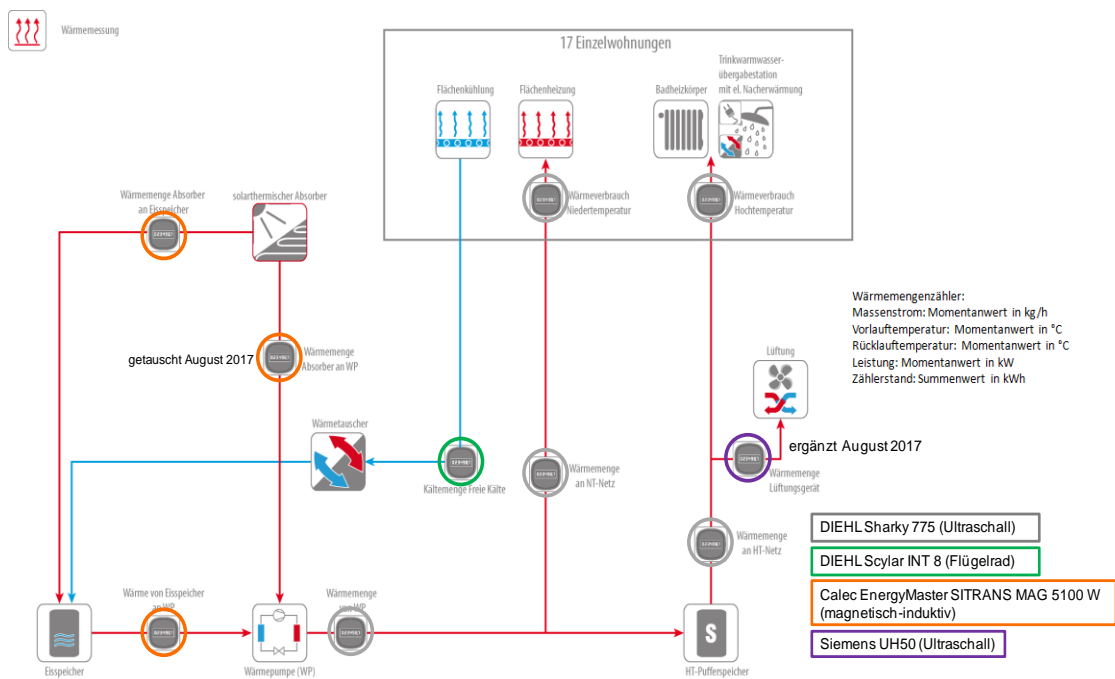 Wärmemessung
17 Einzelwohnungen
Flächenkühlung
Flächenheizung
Badheizkörper
Trinkwarmwasser-
übergabestation
mit el. Nacherwärmung
Wärmeverbrauch
Niedertemperatur
Wärmeverbrauch
Hochtemperatur
Wärmemenge Absorber
an Eisspeicher
solarthermischer Absorber
getauscht August 2017
Wärmemenge
Absorber an WP
Wärmemengenzähler:
Massenstrom: Momentanwert in kg/h
Vorlauftemperatur: Momentanwert in °C
Rücklauftemperatur: Momentanwert in °C
Leistung: Momentanwert in kW
Zählerstand: Summenwert in kWh
Lüftung
Wärmetauscher
Kältemenge Freie Kälte
Wärmemenge
an NT-Netz
ergänzt August 2017
Wärmemenge
Lüftungsgerät
Wärmemenge
an HT-Netz
DIEHL Sharky 775 (Ultraschall)
DIEHL Scylar INT 8 (Flügelrad)
Calec EnergyMaster SITRANS MAG 5100 W
(magnetisch-induktiv)
Siemens UH50 (Ultraschall)
Wärme von Eisspeicher
an WP
Wärmemenge
von WP
S
Eisspeicher
Wärmepumpe (WP)
HT-Pufferspeicher